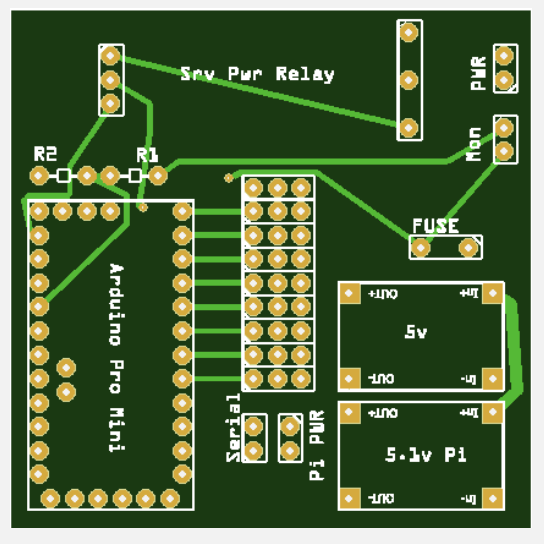 Srv Pwr Relay
PWR
Mon
R2
R1
FUSE
Arduino Pro Mini
OUT+
IN+
5v
OUT-
IN-
Serial
Pi PWR
OUT+
IN+
5.1v Pi
OUT-
IN-